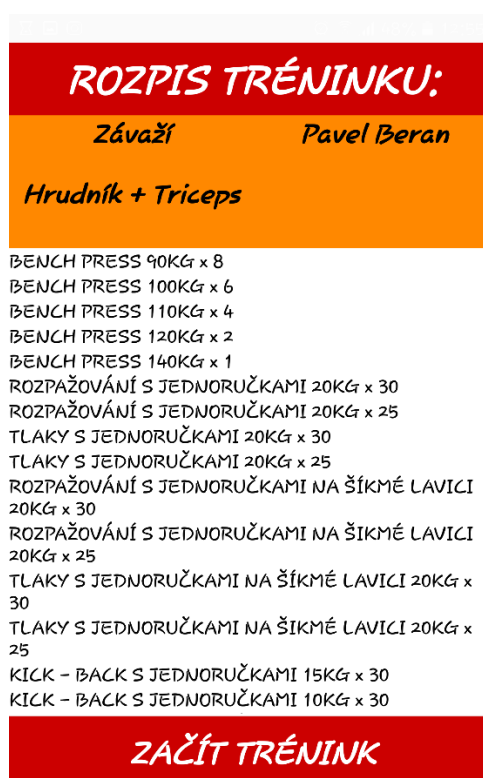 ROZPIS TRÉNINKU:
Závaží Pavel Beran
Hrudník + Triceps
BENCH PRESS 90KG x 8
BENCH PRESS 100KG x 6
BENCH PRESS 110KG x 4
BENCH PRESS 120KG x 2
BENCH PRESS 140KG x 1
ROZPAŽOVÁNÍ S JEDNORUČKAMI 20KG x 30
ROZPAŽOVÁNÍ S JEDNORUČKAMI 20KG x 25
TLAKY S JEDNORUČKAMI 20KG x 30
TLAKY S JEDNORUČKAMI 20KG x 25
ROZPAŽOVÁNÍ S JEDNORUČKAMI NA ŠÍKMÉ LAVICI
20KG x 30
ROZPAŽOVÁNÍ S JEDNORUČKAMI NA ŠIKMÉ LAVICI
20KG x 25
TLAKY S JEDNORUČKAMI NA ŠÍKMÉ LAVICI 20KG x
30
TLAKY S JEDNORUČKAMI NA ŠIKMÉ LAVICI 20KG x
25
KICK - BACK S JEDNORUČKAMI 15KG x 30
KICK - BACK S JEDNORUČKAMI 10KG x 30
ZAČÍT TRÉNINK